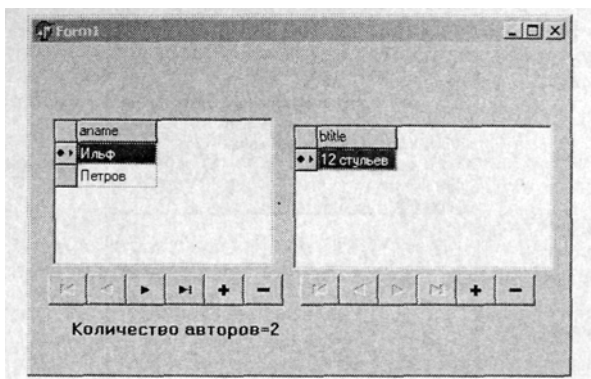 Form1
aname
Ильф
Петров
btitle
12 стульев
Количество авторов=2